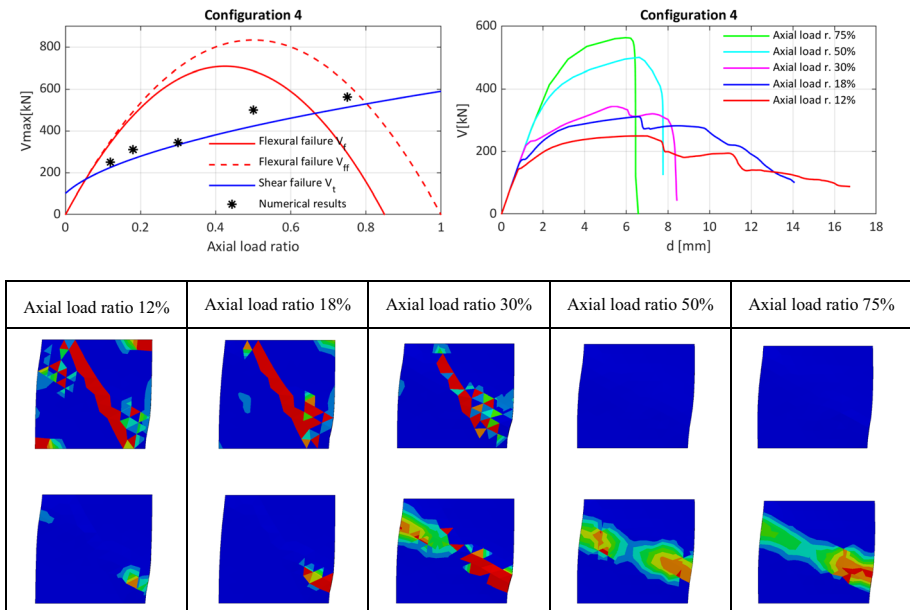 Configuration 4
Vmax[kN]
800
600
400
200
0
0
0.2
0.4
0.6
0.8
1
Axial load ratio
Flexural failure V_f
Flexural failure V_ff
Shear failure V_t
Numerical results
Configuration 4
V[kN]
600
400
200
0
0
2
4
6
8
10
12
14
16
18
d [mm]
Axial load r. 75%
Axial load r. 50%
Axial load r. 30%
Axial load r. 18%
Axial load r. 12%
Axial load ratio 12%
Axial load ratio 18%
Axial load ratio 30%
Axial load ratio 50%
Axial load ratio 75%